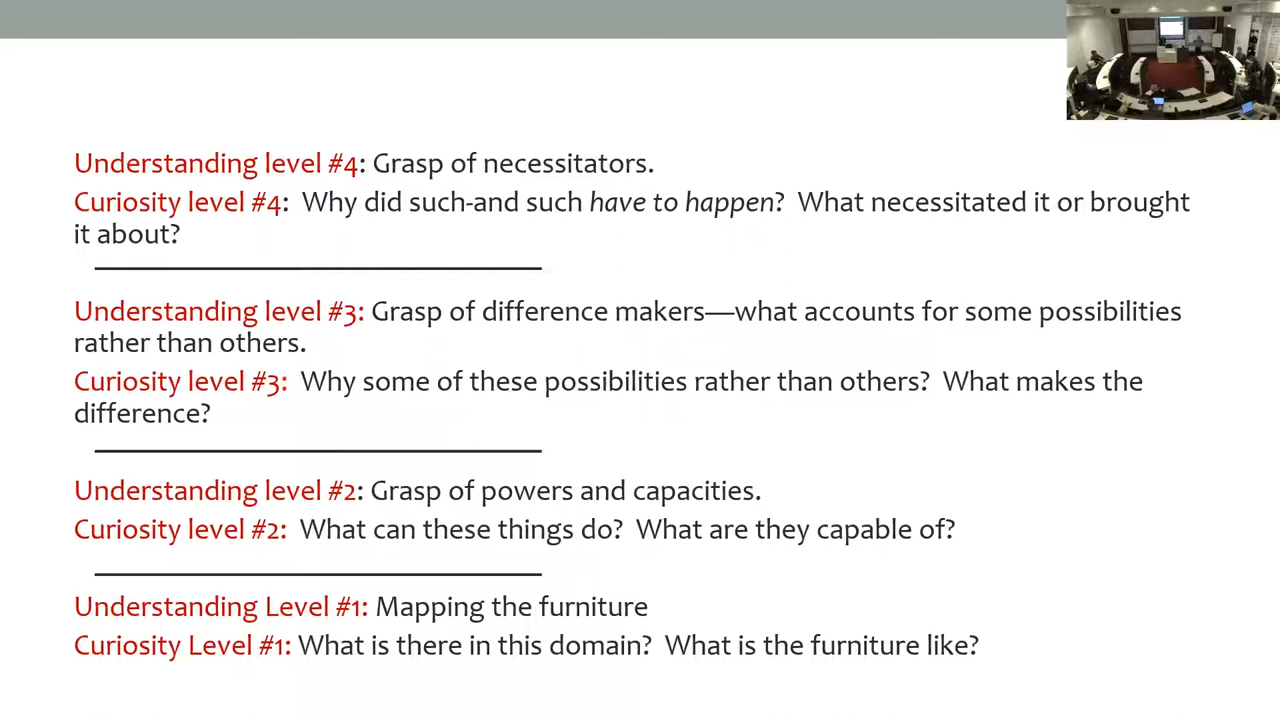 Understanding level #4: Grasp of necessitators.
Curiosity level #4: Why did such-and such have to happen? What necessitated it or brought
it about?
Understanding level #3: Grasp of difference makers—what accounts for some possibilities
rather than others.
Curiosity level #3: Why some of these possibilities rather than others? What makes the
difference?
Understanding level #2: Grasp of powers and capacities.
Curiosity level #2: What can these things do? What are they capable of?
Understanding Level #1: Mapping the furniture
Curiosity Level #1: What is there in this domain? What is the furniture like?